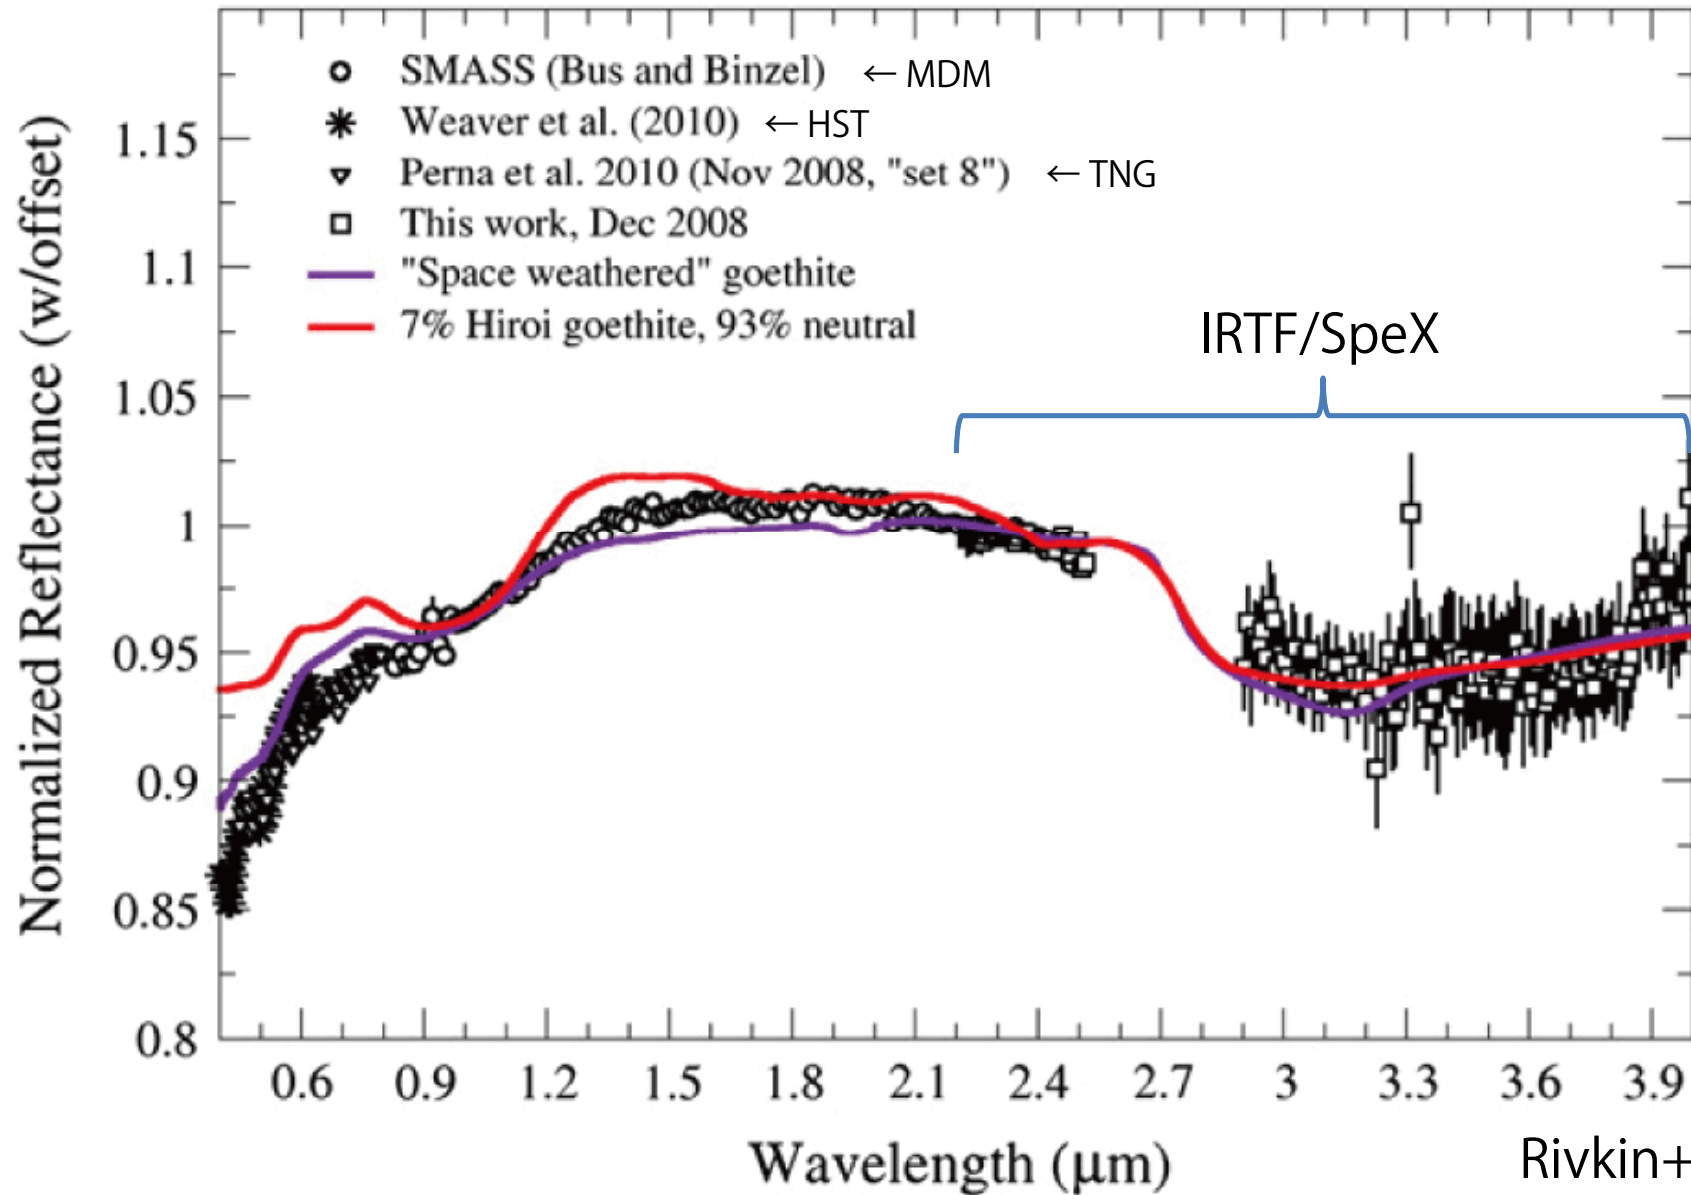 SMASS (Bus and Binzel) ← MDM
Weaver et al. (2010) ← HST
Perna et al. 2010 (Nov 2008, "set 8") ← TNG
This work, Dec 2008
"Space weathered" goethite
7% Hiroi goethite, 93% neutral
IRTF/SpeX
Normalized Reflectance (w/offset)
1.15
1.1
1.05
1
0.95
0.9
0.85
0.8
0.6 0.9 1.2 1.5 1.8 2.1 2.4 2.7 3 3.3 3.6 3.9
Wavelength (μm)
Rivkin+